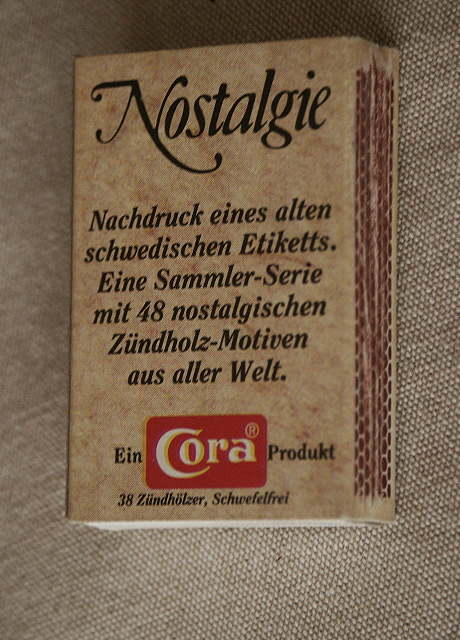 Nostalgie
Nachdruck eines alten
schwedischen Etiketts.
Eine Sammler-Serie
mit 48 nostalgischen
Zündholz-Motiven
aus aller Welt.
Ein Cora® Produkt
38 Zündhölzer, Schwefelfrei